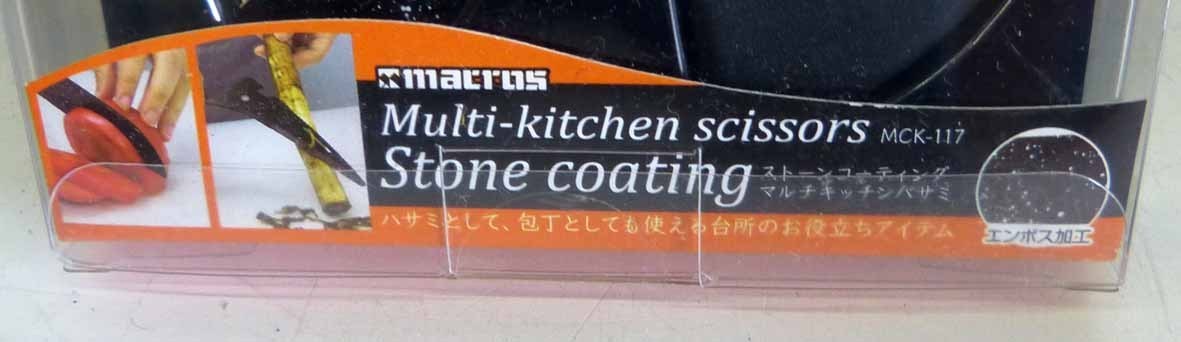 macros
Multi-kitchen scissors MCK-117
Stone coating
ストーンコーティング
マルチキッチンバサミ
ハサミとして、包丁としても使える台所のお役立ちアイテム
エンボス加工